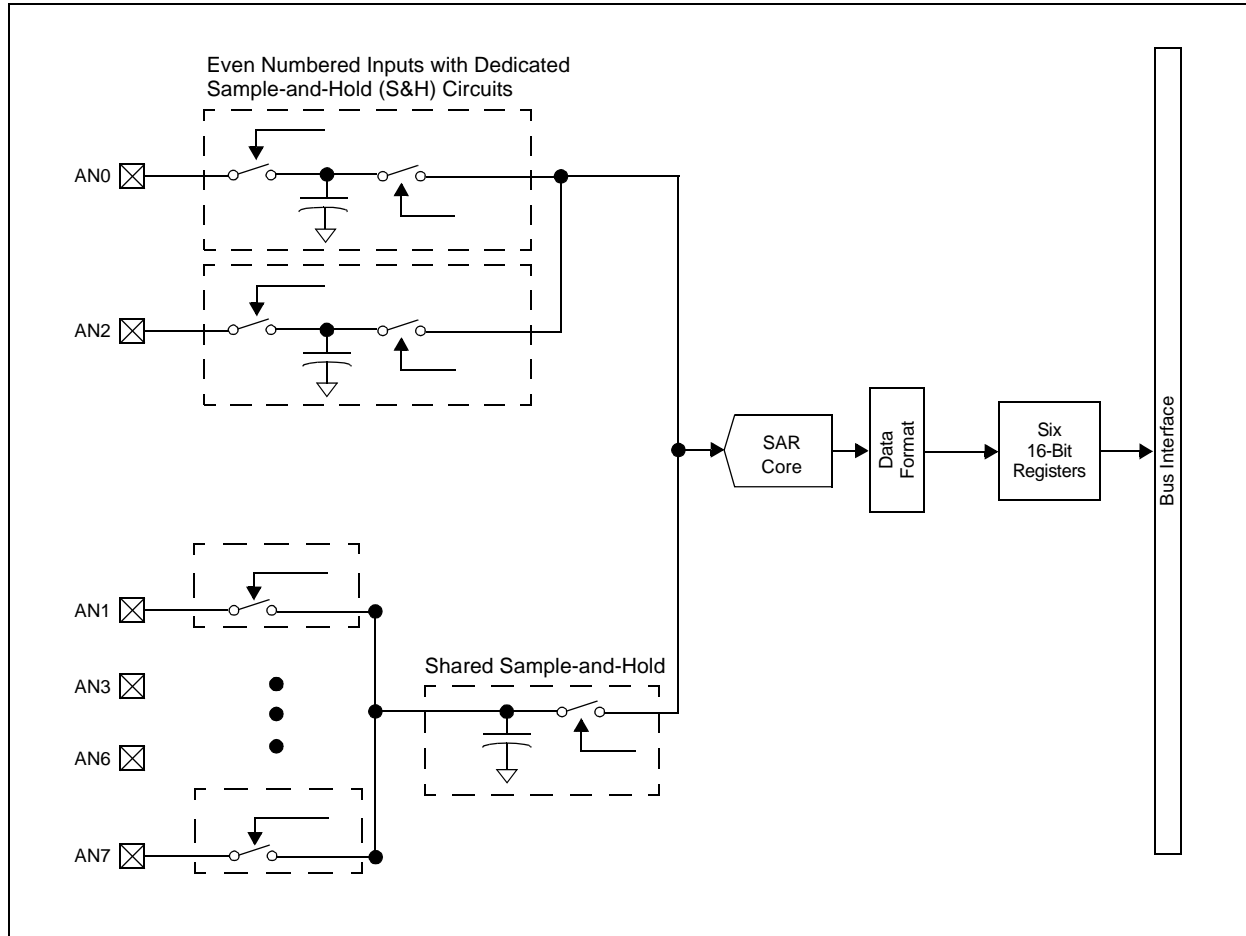 Even Numbered Inputs with Dedicated
Sample-and-Hold (S&H) Circuits
AN0
AN2
SAR
Core
Data
Format
Six
16-Bit
Registers
Bus Interface
AN1
Shared Sample-and-Hold
AN3
AN6
AN7